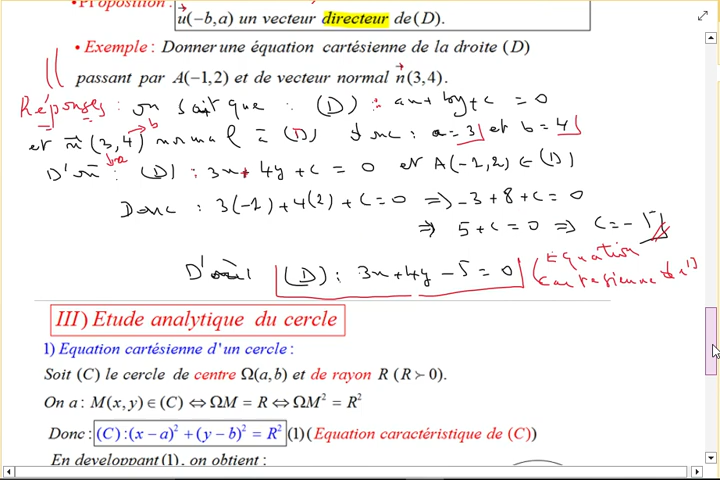 • Proposition :
u⃗(−b,a) un vecteur directeur de (D).
• Exemple : Donner une équation cartésienne de la droite (D)
passant par A(−1,2) et de vecteur normal n⃗(3,4).
Réponses : on sait que : (D) : ax + by + c = 0
et n⃗(3,4) normal à (D) donc : a = 3 et b = 4
b
a
D'où : (D) : 3x + 4y + c = 0 et A(-1,2) ∈ (D)
Donc : 3(-1) + 4(2) + c = 0 ⟹ -3 + 8 + c = 0
⟹ 5 + c = 0 ⟹ c = -5
D'où (D) : 3x + 4y - 5 = 0 (Equation
cartésienne de
III) Etude analytique du cercle
1) Equation cartésienne d'un cercle :
Soit (C) le cercle de centre Ω(a,b) et de rayon R (R ≻ 0).
On a : M(x,y) ∈ (C) ⇔ ΩM = R ⇔ ΩM² = R²
Donc : (C) : (x − a)² + (y − b)² = R² (1) ( Equation caractéristique de (C))
En developpant (1), on obtient :